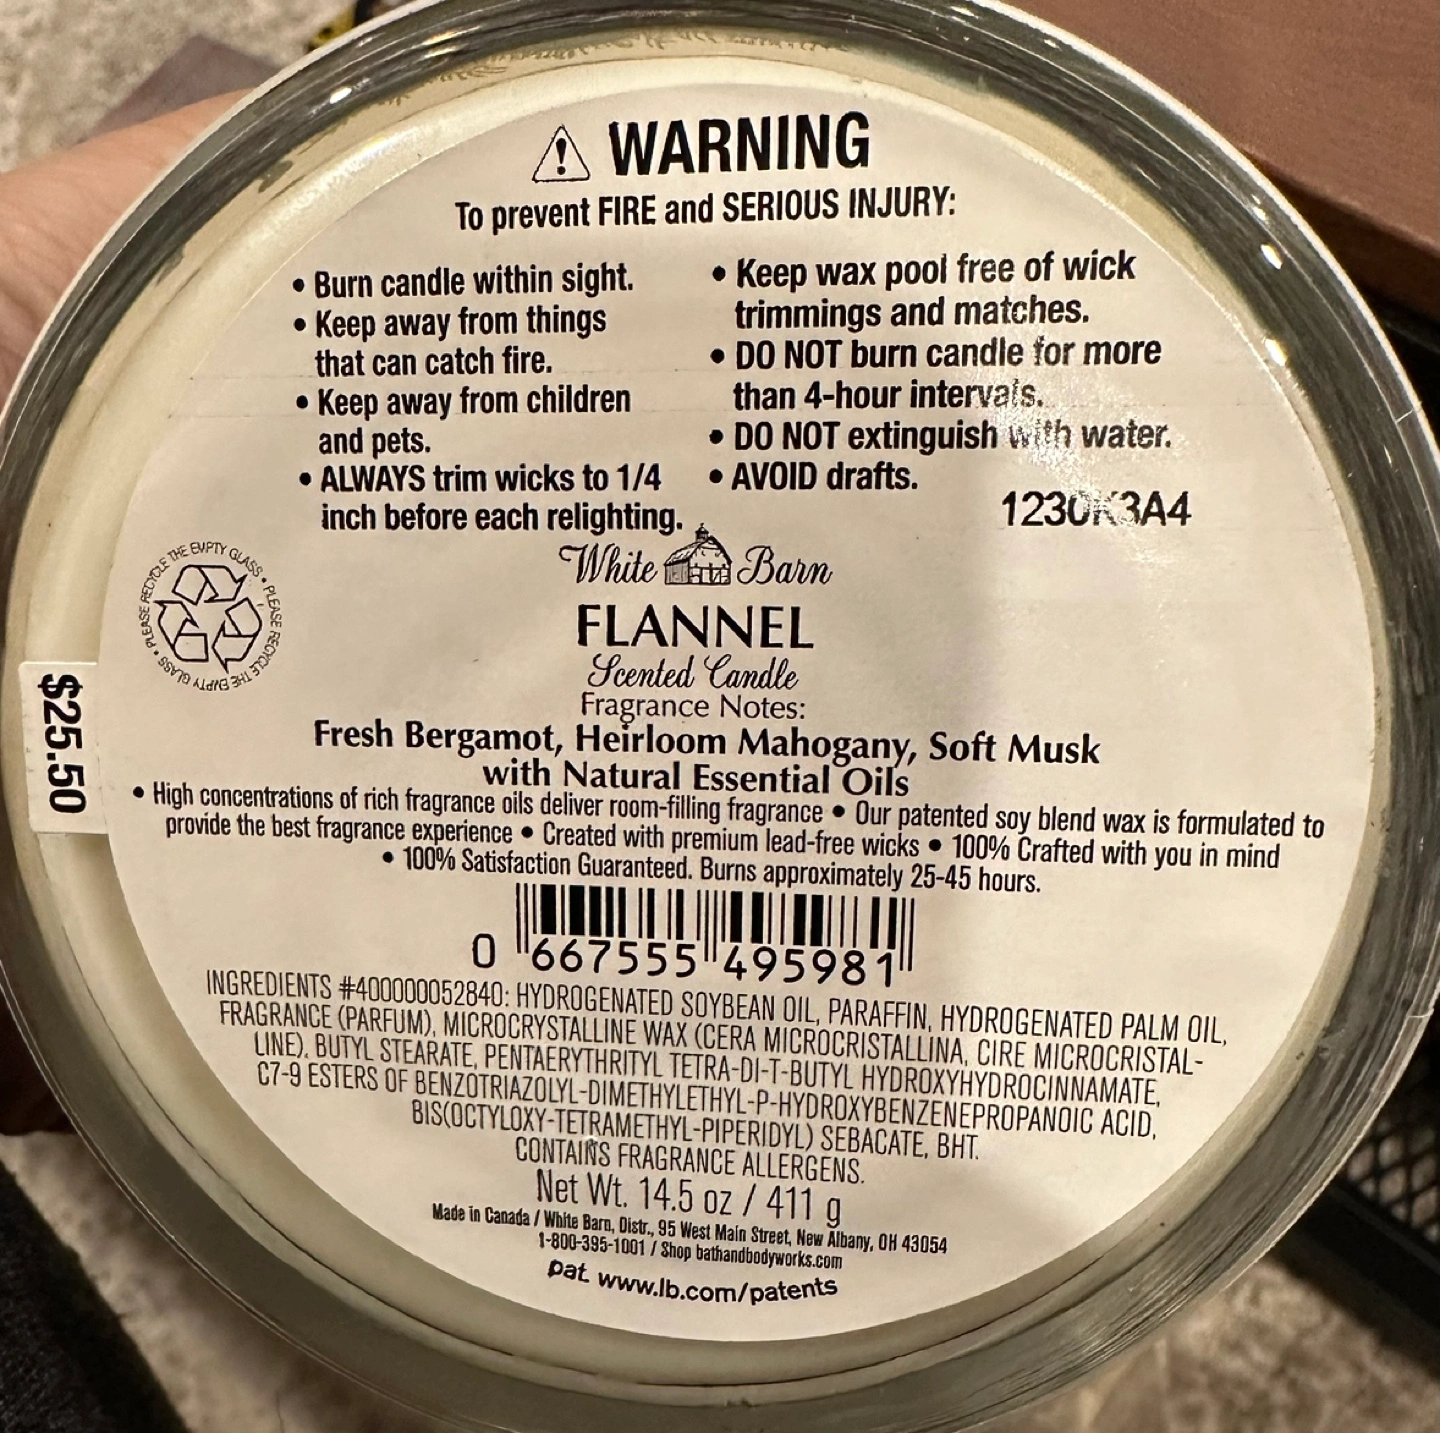 WARNING
To prevent FIRE and SERIOUS INJURY:
• Burn candle within sight.
• Keep away from things
that can catch fire.
• Keep away from children
and pets.
• ALWAYS trim wicks to 1/4
inch before each relighting.
• Keep wax pool free of wick
trimmings and matches.
• DO NOT burn candle for more
than 4-hour intervals.
• DO NOT extinguish with water.
• AVOID drafts.
1230K3A4
PLEASE RECYCLE THE EMPTY GLASS • PLEASE RECYCLE THE EMPTY GLASS •
White Barn
FLANNEL
Scented Candle
Fragrance Notes:
Fresh Bergamot, Heirloom Mahogany, Soft Musk
with Natural Essential Oils
$25.50
• High concentrations of rich fragrance oils deliver room-filling fragrance • Our patented soy blend wax is formulated to
provide the best fragrance experience • Created with premium lead-free wicks • 100% Crafted with you in mind
• 100% Satisfaction Guaranteed. Burns approximately 25-45 hours.
0 667555 495981
INGREDIENTS #400000052840: HYDROGENATED SOYBEAN OIL, PARAFFIN, HYDROGENATED PALM OIL,
FRAGRANCE (PARFUM), MICROCRYSTALLINE WAX (CERA MICROCRISTALLINA, CIRE MICROCRISTAL-
LINE), BUTYL STEARATE, PENTAERYTHRITYL TETRA-DI-T-BUTYL HYDROXYHYDROCINNAMATE,
C7-9 ESTERS OF BENZOTRIAZOLYL-DIMETHYLETHYL-P-HYDROXYBENZENEPROPANOIC ACID,
BIS(OCTYLOXY-TETRAMETHYL-PIPERIDYL) SEBACATE, BHT.
CONTAINS FRAGRANCE ALLERGENS.
Net Wt. 14.5 oz / 411 g
Made in Canada / White Barn, Distr., 95 West Main Street, New Albany, OH 43054
1-800-395-1001 / Shop bathandbodyworks.com
pat. www.lb.com/patents